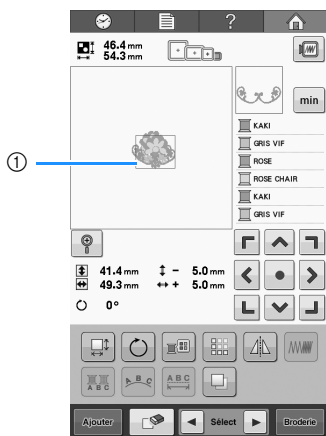 ?
46.4 mm
54.3 mm
min
KAKI
GRIS VIF
ROSE
ROSE CHAIR
KAKI
GRIS VIF
1
41.4 mm
− 5.0 mm
49.3 mm
+ 5.0 mm
0°
A B C
A B C
A B C
Ajouter
Sélect
Broderie